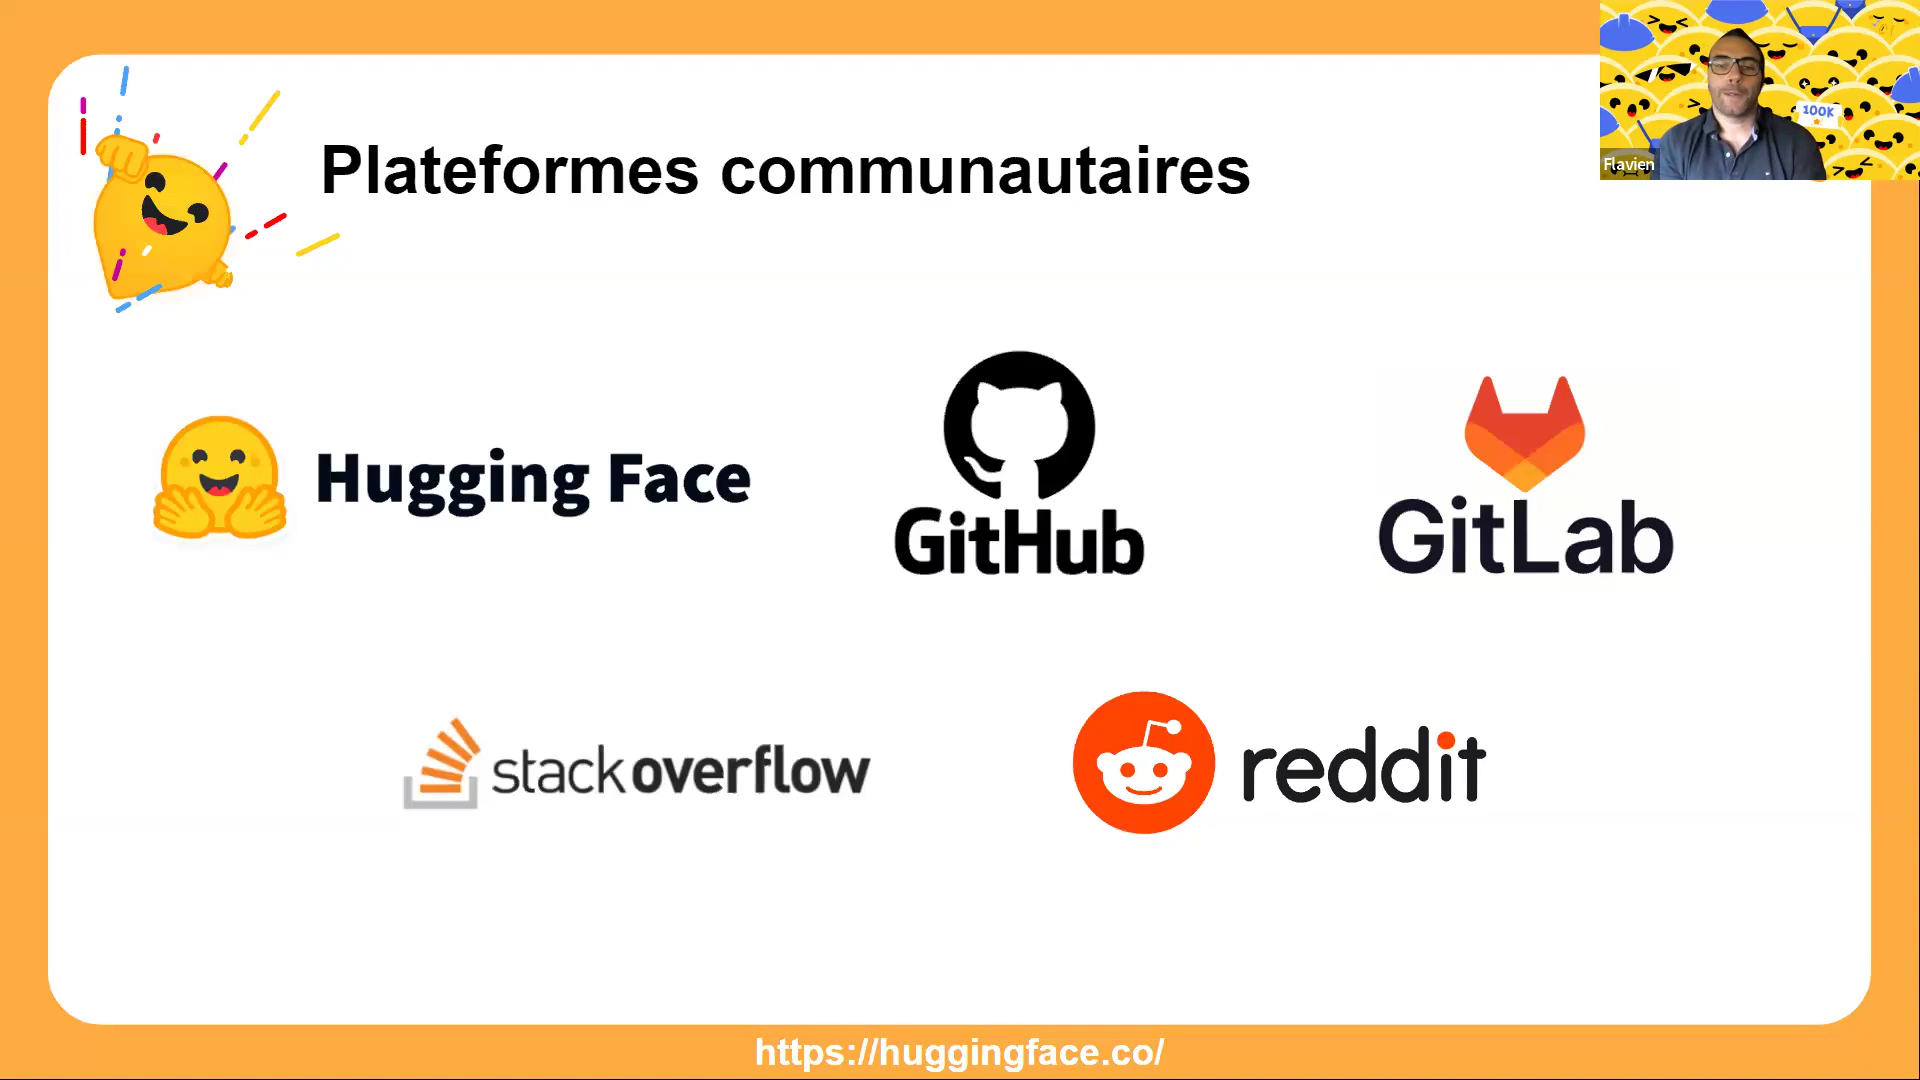 Plateformes communautaires
100K
Flavien
Hugging Face
GitHub
GitLab
stackoverflow
reddit
https://huggingface.co/